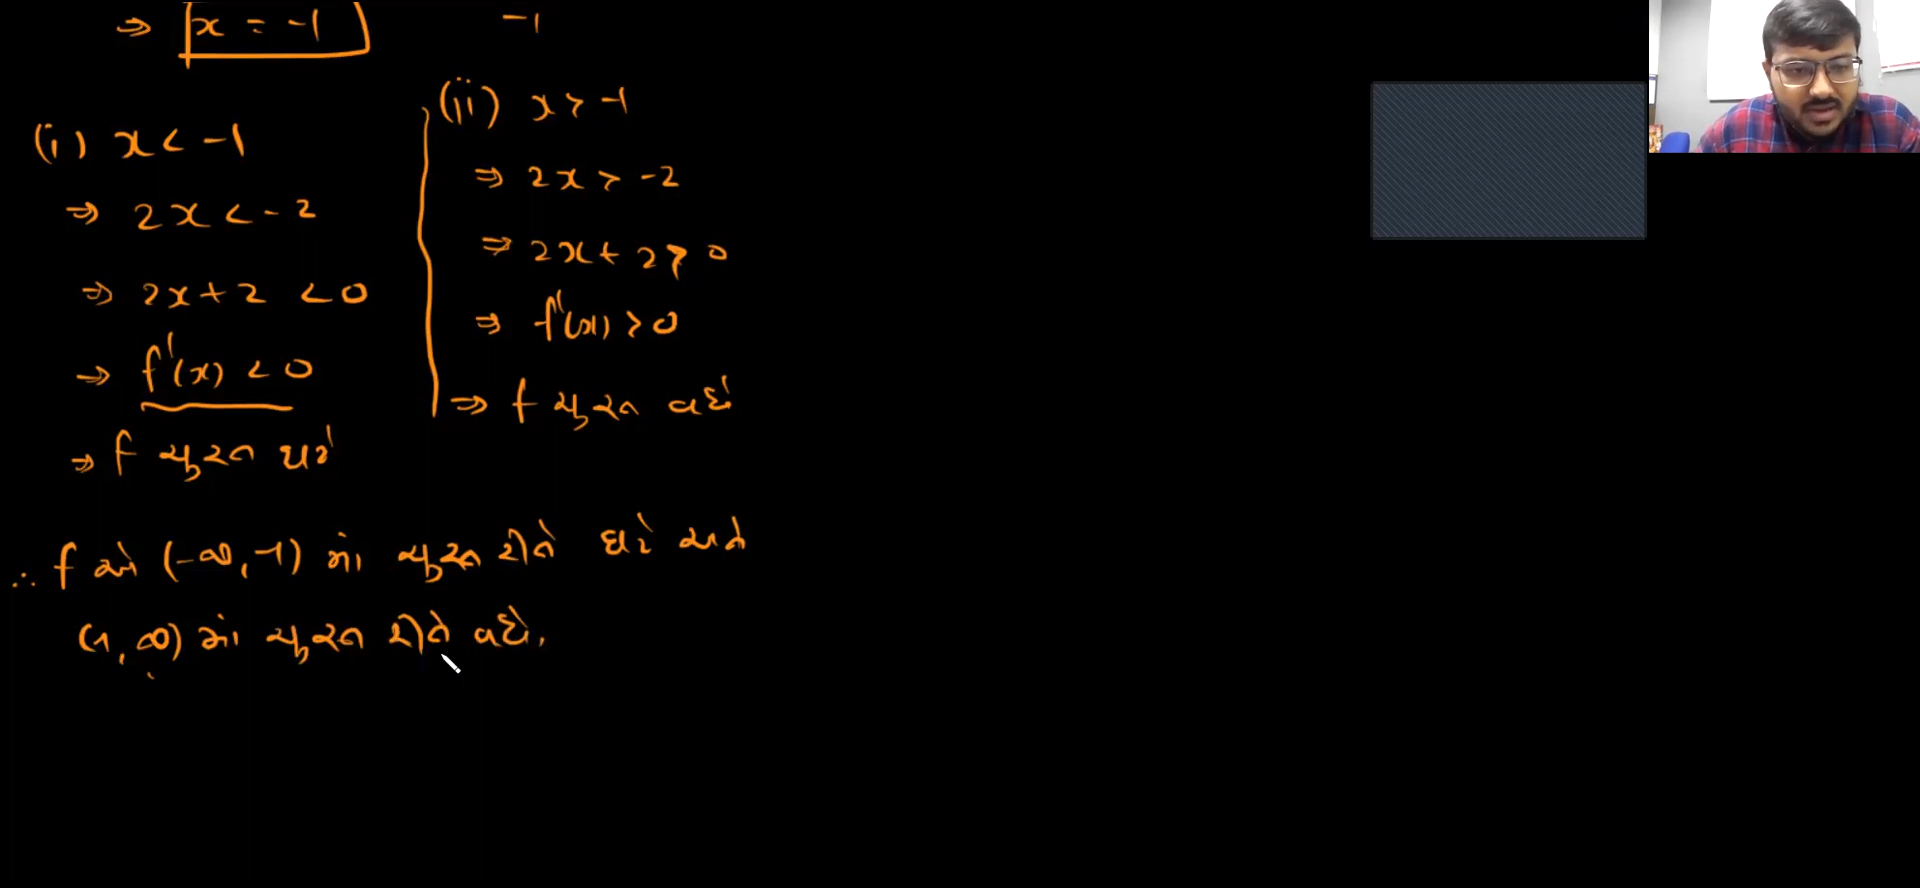 ⇒ x = -1
-1
(i) x < -1
⇒ 2x < -2
⇒ 2x + 2 < 0
⇒ f'(x) < 0
⇒ f ચુસ્ત ઘટે
(ii) x > -1
⇒ 2x > -2
⇒ 2x + 2 > 0
⇒ f'(x) > 0
⇒ f ચુસ્ત વધે
∴ f એ (-∞, -1) માં ચુસ્ત રીતે ઘટે અને
(1, ∞) માં ચુસ્ત રીતે વધે.